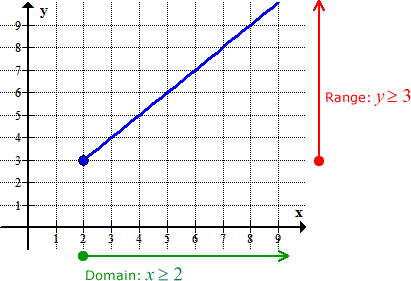 y
9
8
7
6
5
4
3
2
1
Range: y ≥ 3
x
1 2 3 4 5 6 7 8 9
Domain: x ≥ 2